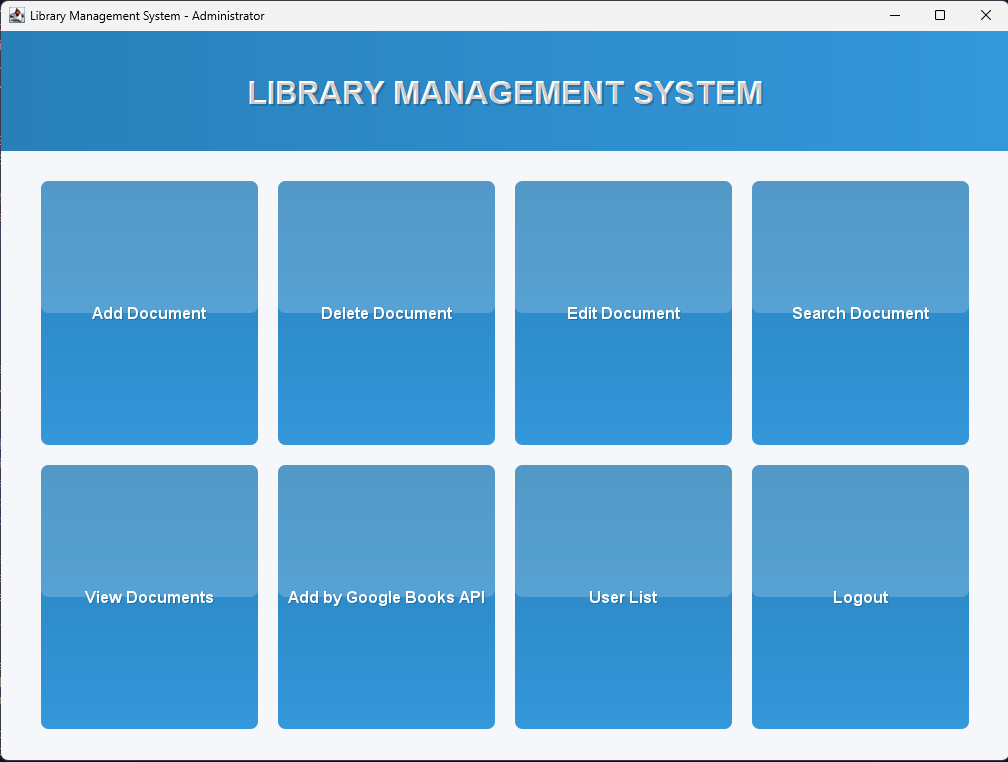 Library Management System - Administrator
LIBRARY MANAGEMENT SYSTEM
Add Document
Delete Document
Edit Document
Search Document
View Documents
Add by Google Books API
User List
Logout